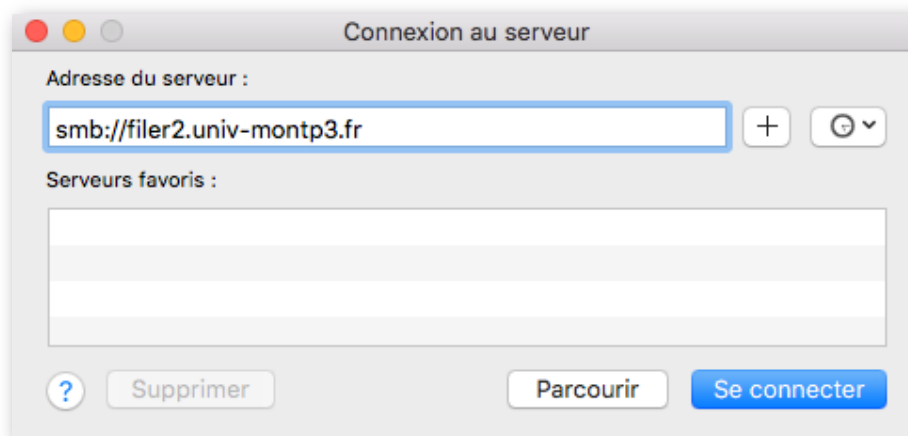 Connexion au serveur
Adresse du serveur :
smb://filer2.univ-montp3.fr
Serveurs favoris :
? Supprimer Parcourir Se connecter